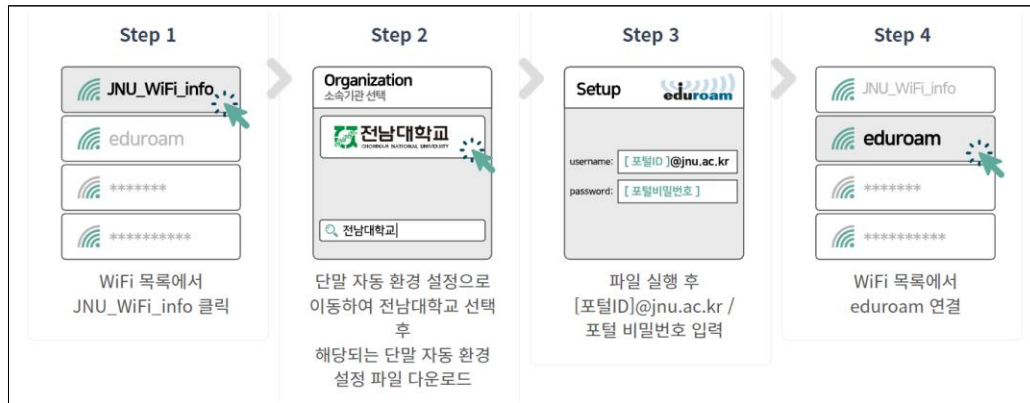 Step 1
JNU_WiFi_info
eduroam
*******
**********
WiFi 목록에서
JNU_WiFi_info 클릭
Step 2
Organization
소속기관 선택
전남대학교
CHONNAM NATIONAL UNIVERSITY
전남대학교
단말 자동 환경 설정으로
이동하여 전남대학교 선택
후
해당되는 단말 자동 환경
설정 파일 다운로드
Step 3
Setup
eduroam
username: [ 포털ID ]@jnu.ac.kr
password: [ 포털비밀번호 ]
파일 실행 후
[포털ID]@jnu.ac.kr /
포털 비밀번호 입력
Step 4
JNU_WiFi_info
eduroam
*******
**********
WiFi 목록에서
eduroam 연결